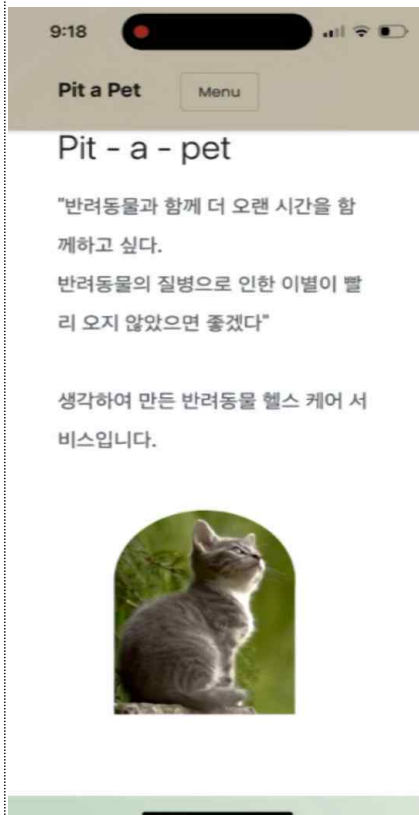 9:18
Pit a Pet
Menu
Pit - a - pet
"반려동물과 함께 더 오랜 시간을 함
께하고 싶다.
반려동물의 질병으로 인한 이별이 빨
리 오지 않았으면 좋겠다"
생각하여 만든 반려동물 헬스 케어 서
비스입니다.